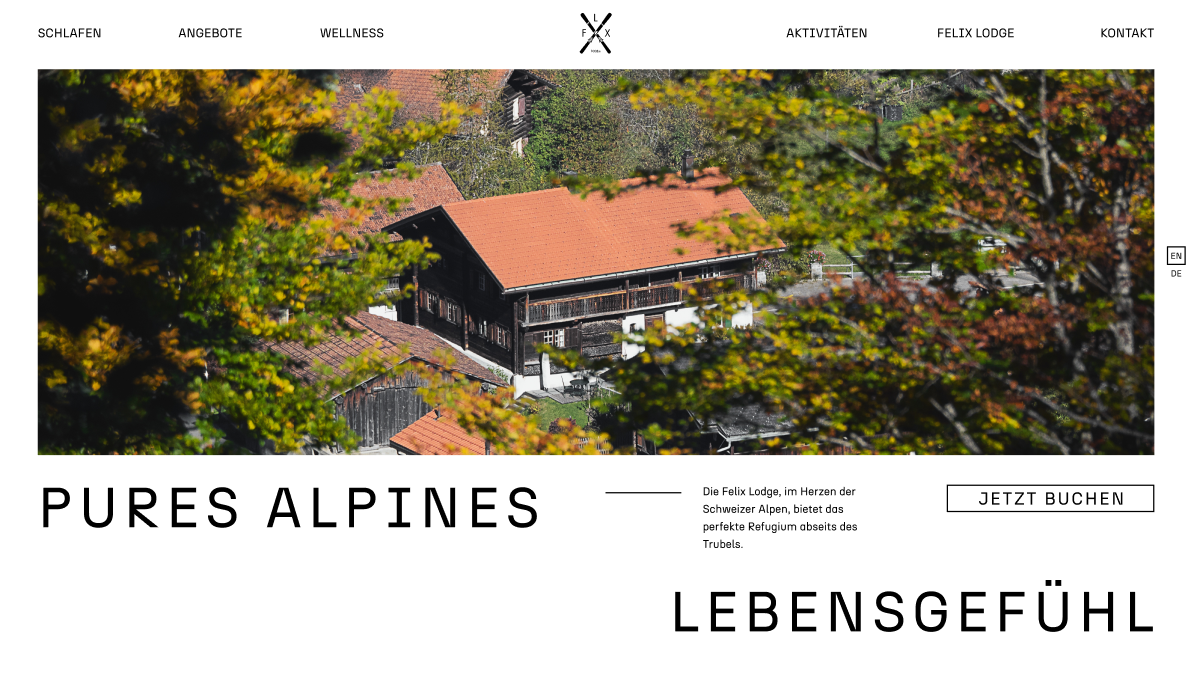 SCHLAFEN ANGEBOTE WELLNESS
L
F X
AKTIVITÄTEN FELIX LODGE KONTAKT
EN
DE
PURES ALPINES
Die Felix Lodge, im Herzen der
Schweizer Alpen, bietet das
perfekte Refugium abseits des
Trubels.
JETZT BUCHEN
LEBENSGEFÜHL